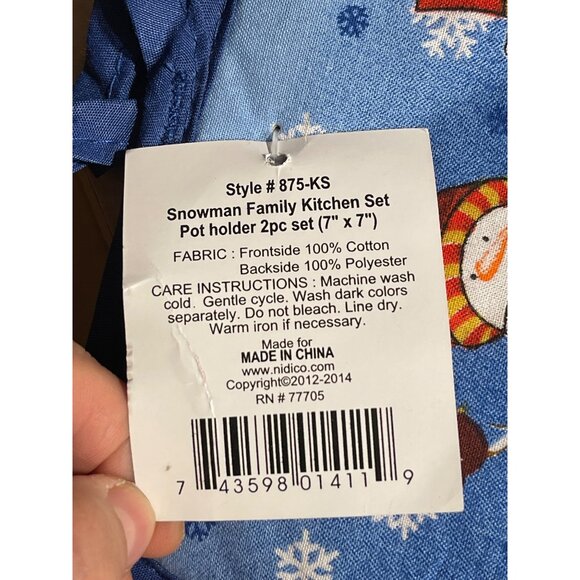 Style # 875-KS
Snowman Family Kitchen Set
Pot holder 2pc set (7" x 7")
FABRIC : Frontside 100% Cotton
Backside 100% Polyester
CARE INSTRUCTIONS : Machine wash
cold. Gentle cycle. Wash dark colors
separately. Do not bleach. Line dry.
Warm iron if necessary.
Made for
MADE IN CHINA
www.nidico.com
Copyright©2012-2014
RN # 77705
7 43598 01411 9